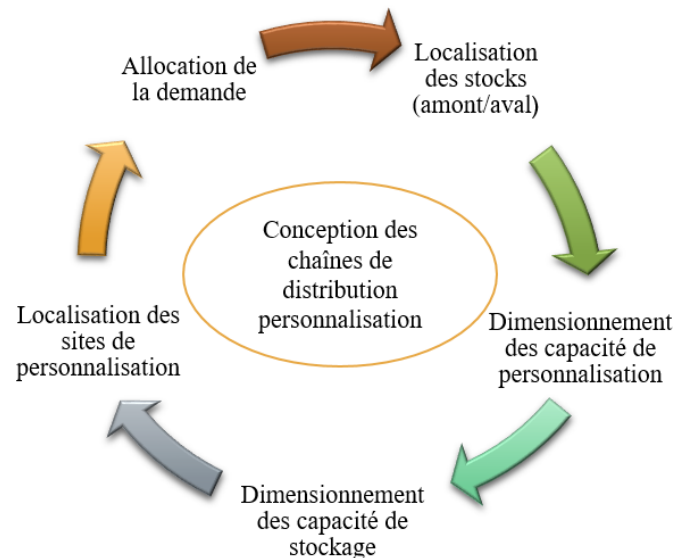 Allocation de
la demande
Localisation
des stocks
(amont/aval)
Conception des
chaînes de
distribution
personnalisation
Dimensionnement
des capacité de
personnalisation
Dimensionnement
des capacité de
stockage
Localisation des
sites de
personnalisation